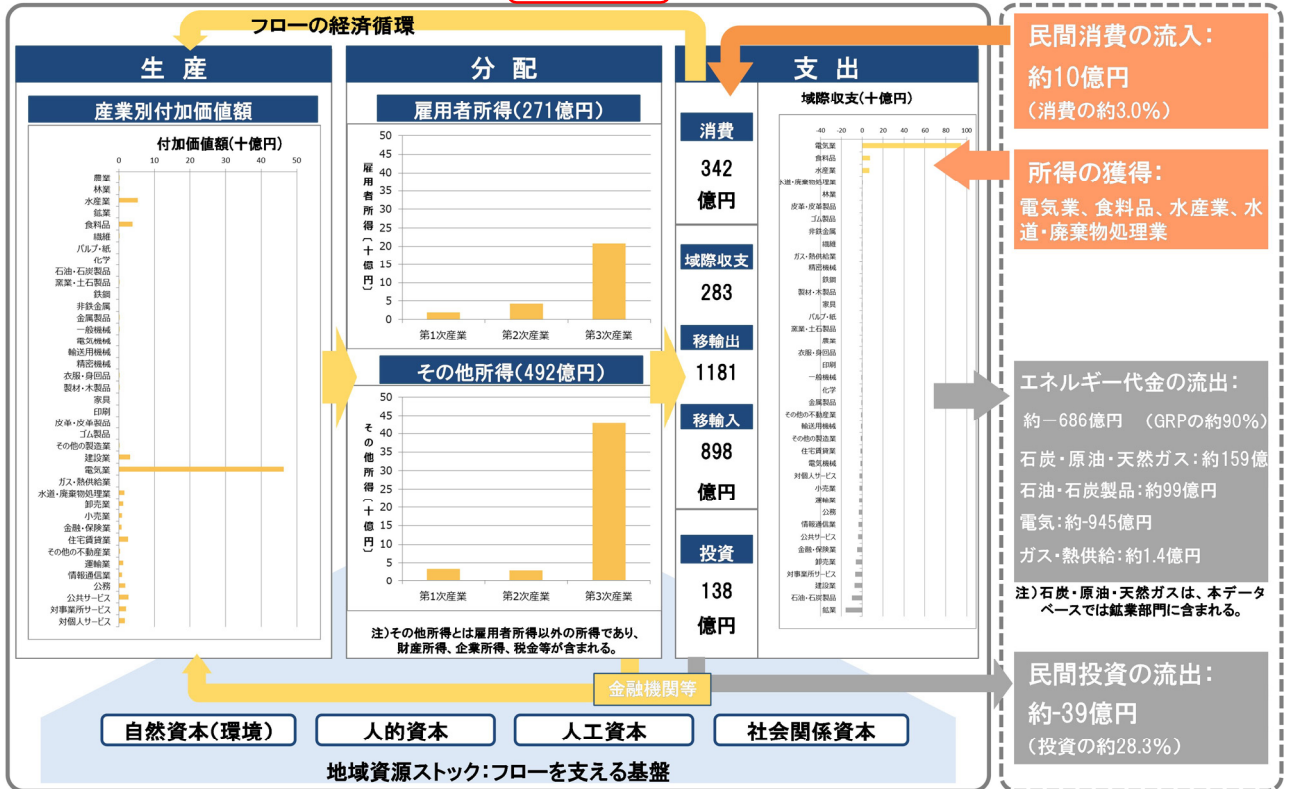 フローの経済循環
生 産
産業別付加価値額
付加価値額(十億円)
0 10 20 30 40 50
農業
林業
水産業
鉱業
食料品
繊維
パルプ・紙
化学
石油・石炭製品
窯業・土石製品
鉄鋼
非鉄金属
金属製品
一般機械
電気機械
輸送用機械
精密機械
衣服・身回品
製材・木製品
家具
印刷
皮革・皮革製品
ゴム製品
その他の製造業
建設業
電気業
ガス・熱供給業
水道・廃棄物処理業
卸売業
小売業
金融・保険業
住宅賃貸業
その他の不動産業
運輸業
情報通信業
公務
公共サービス
対事業所サービス
対個人サービス
分 配
雇用者所得(271億円)
雇用者所得(十億円)
50
45
40
35
30
25
20
15
10
5
0
第1次産業 第2次産業 第3次産業
その他所得(492億円)
その他所得(十億円)
50
45
40
35
30
25
20
15
10
5
0
第1次産業 第2次産業 第3次産業
注)その他所得とは雇用者所得以外の所得であり、
財産所得、企業所得、税金等が含まれる。
支 出
消費
342
億円
域際収支
283
移輸出
1181
移輸入
898
億円
投資
138
億円
域際収支(十億円)
-40 -20 0 20 40 60 80 100
電気業
食料品
水産業
水道・廃棄物処理業
林業
皮革・皮革製品
ゴム製品
非鉄金属
繊維
ガス・熱供給業
精密機械
鉄鋼
製材・木製品
家具
パルプ・紙
窯業・土石製品
農業
衣服・身回品
印刷
一般機械
化学
金属製品
その他の不動産業
輸送用機械
その他の製造業
住宅賃貸業
電気機械
対個人サービス
小売業
運輸業
公務
情報通信業
公共サービス
金融・保険業
卸売業
対事業所サービス
建設業
石油・石炭製品
鉱業
民間消費の流入:
約10億円
(消費の約3.0%)
所得の獲得:
電気業、食料品、水産業、水
道・廃棄物処理業
エネルギー代金の流出:
約−686億円 (GRPの約90%)
石炭・原油・天然ガス:約159億
石油・石炭製品:約99億円
電気:約-945億円
ガス・熱供給:約1.4億円
注)石炭・原油・天然ガスは、本データ
ベースでは鉱業部門に含まれる。
民間投資の流出:
約-39億円
(投資の約28.3%)
金融機関等
自然資本(環境) 人的資本 人工資本 社会関係資本
地域資源ストック:フローを支える基盤